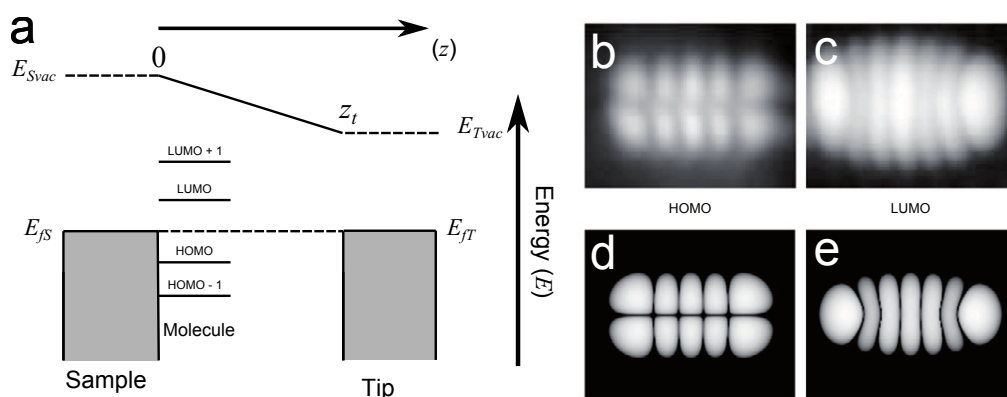 a
(z)
0
E_Svac
z_t
E_Tvac
LUMO + 1
LUMO
E_fS
E_fT
HOMO
HOMO - 1
Molecule
Sample
Tip
Energy (E)
b
c
HOMO
LUMO
d
e